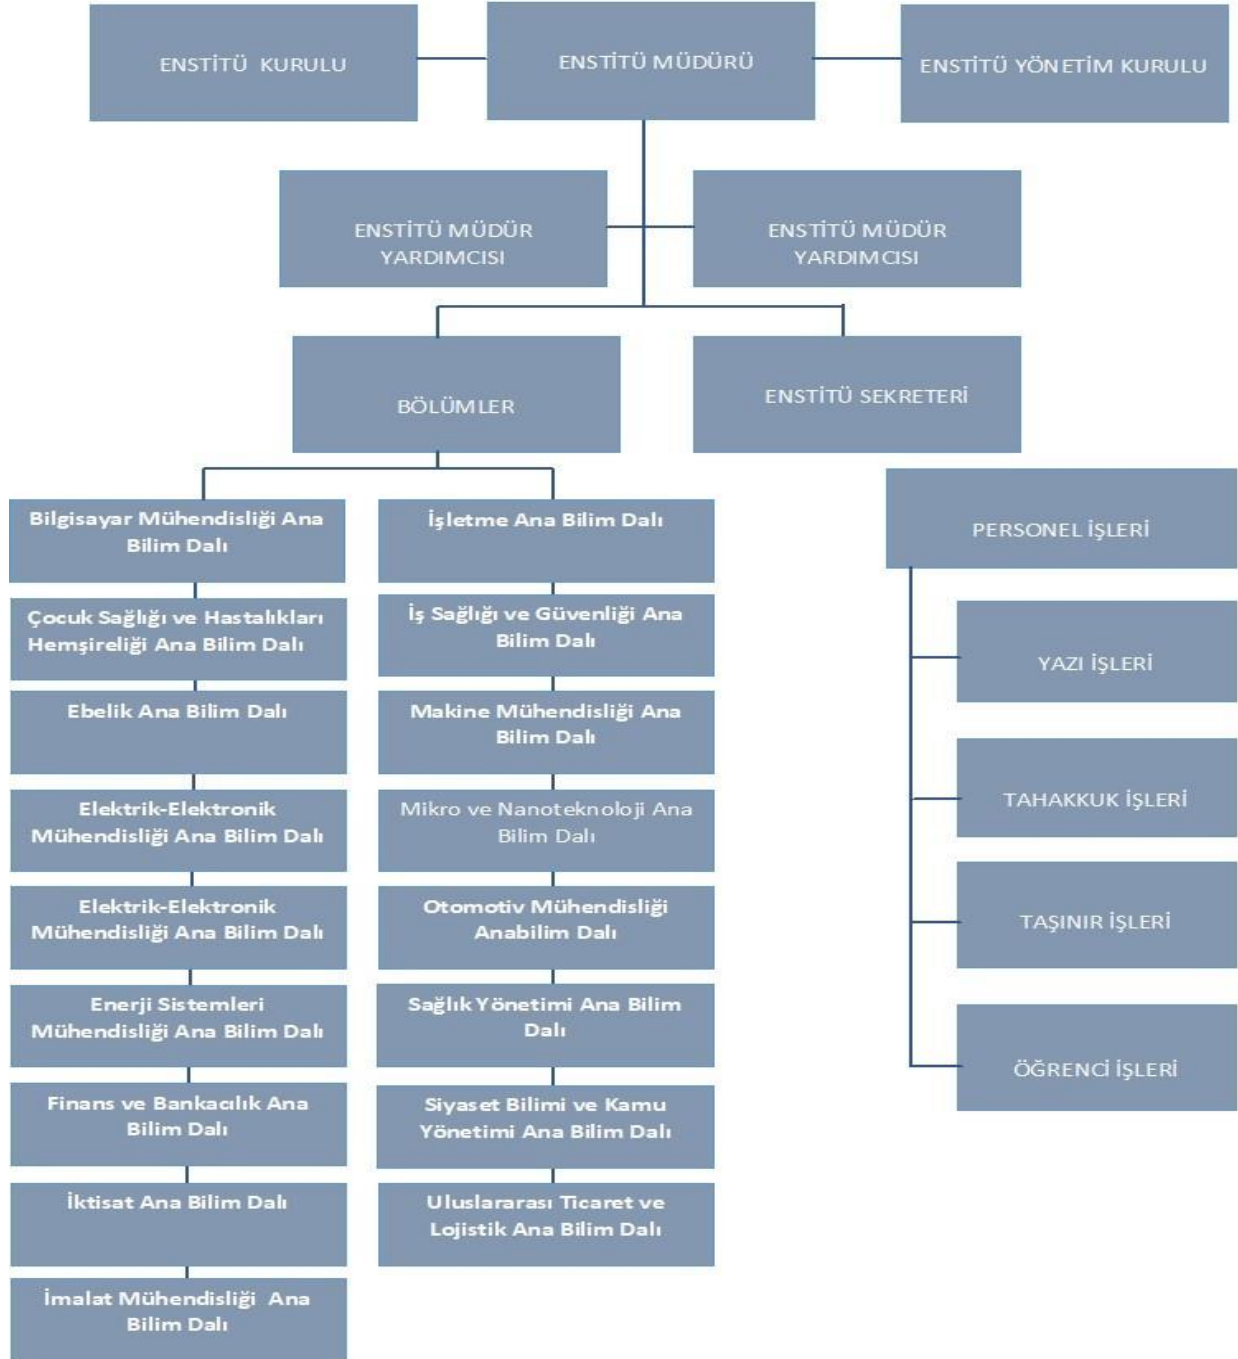 ENSTİTÜ KURULU
ENSTİTÜ MÜDÜRÜ
ENSTİTÜ YÖNETİM KURULU
ENSTİTÜ MÜDÜR
YARDIMCISI
ENSTİTÜ MÜDÜR
YARDIMCISI
BÖLÜMLER
ENSTİTÜ SEKRETERİ
Bilgisayar Mühendisliği Ana
Bilim Dalı
Çocuk Sağlığı ve Hastalıkları
Hemşireliği Ana Bilim Dalı
Ebelik Ana Bilim Dalı
Elektrik-Elektronik
Mühendisliği Ana Bilim Dalı
Elektrik-Elektronik
Mühendisliği Ana Bilim Dalı
Enerji Sistemleri
Mühendisliği Ana Bilim Dalı
Finans ve Bankacılık Ana
Bilim Dalı
İktisat Ana Bilim Dalı
İmalat Mühendisliği Ana
Bilim Dalı
İşletme Ana Bilim Dalı
İş Sağlığı ve Güvenliği Ana
Bilim Dalı
Makine Mühendisliği Ana
Bilim Dalı
Mikro ve Nanoteknoloji Ana
Bilim Dalı
Otomotiv Mühendisliği
Anabilim Dalı
Sağlık Yönetimi Ana Bilim
Dalı
Siyaset Bilimi ve Kamu
Yönetimi Ana Bilim Dalı
Uluslararası Ticaret ve
Lojistik Ana Bilim Dalı
PERSONEL İŞLERİ
YAZI İŞLERİ
TAHAKKUK İŞLERİ
TAŞINIR İŞLERİ
ÖĞRENCİ İŞLERİ